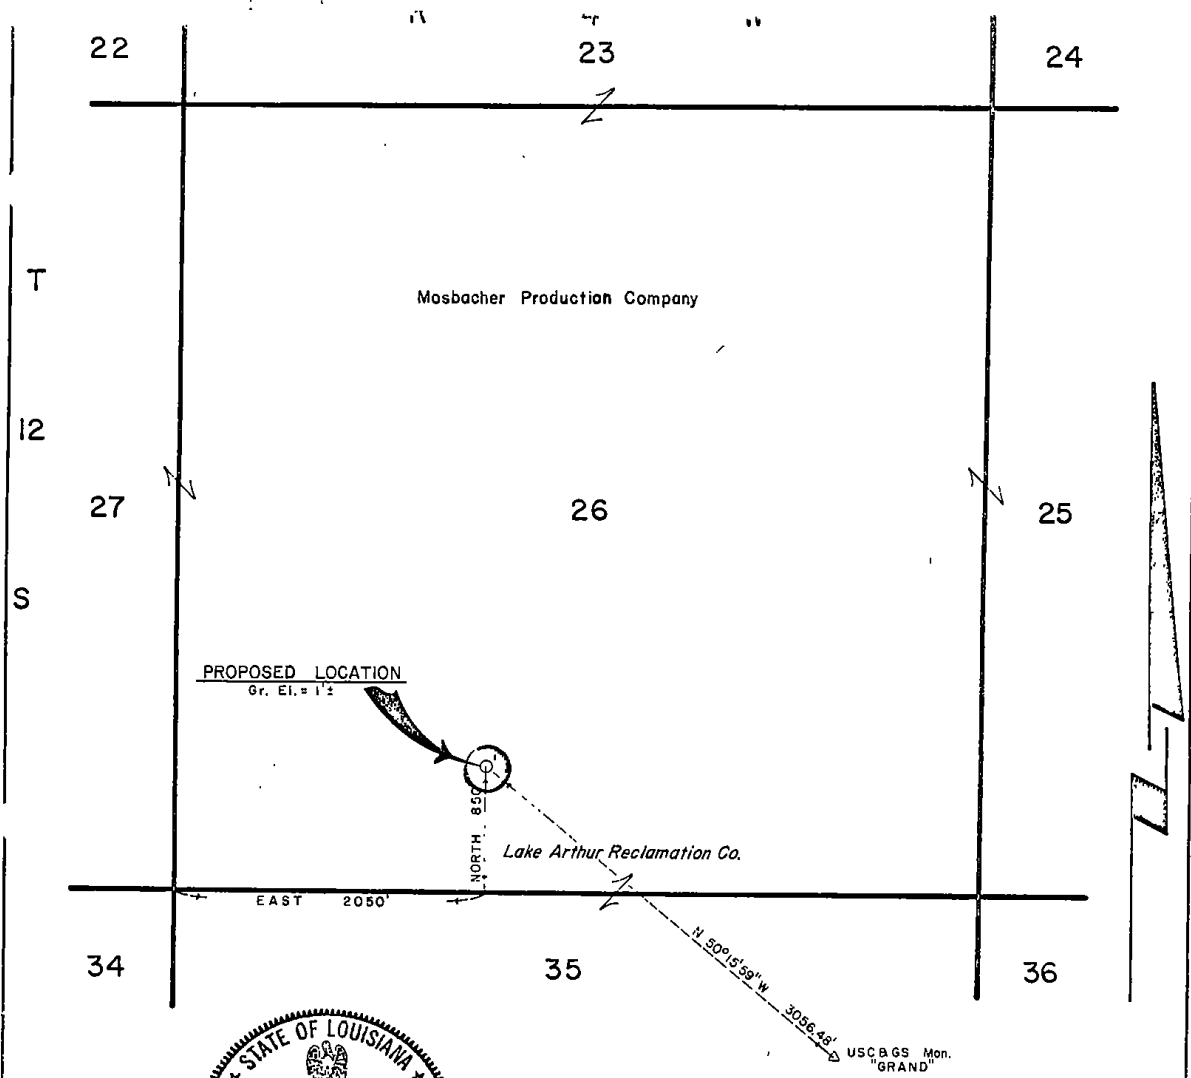 R 4 W
22 23 24
T
Mosbacher Production Company
12
27 26 25
S
PROPOSED LOCATION
Gr. El. = 1'±
NORTH 850'
Lake Arthur Reclamation Co.
EAST 2050'
N 50°15'59" W 3056.48'
34 35 36
STATE OF LOUISIANA
USC&GS Mon.
"GRAND"